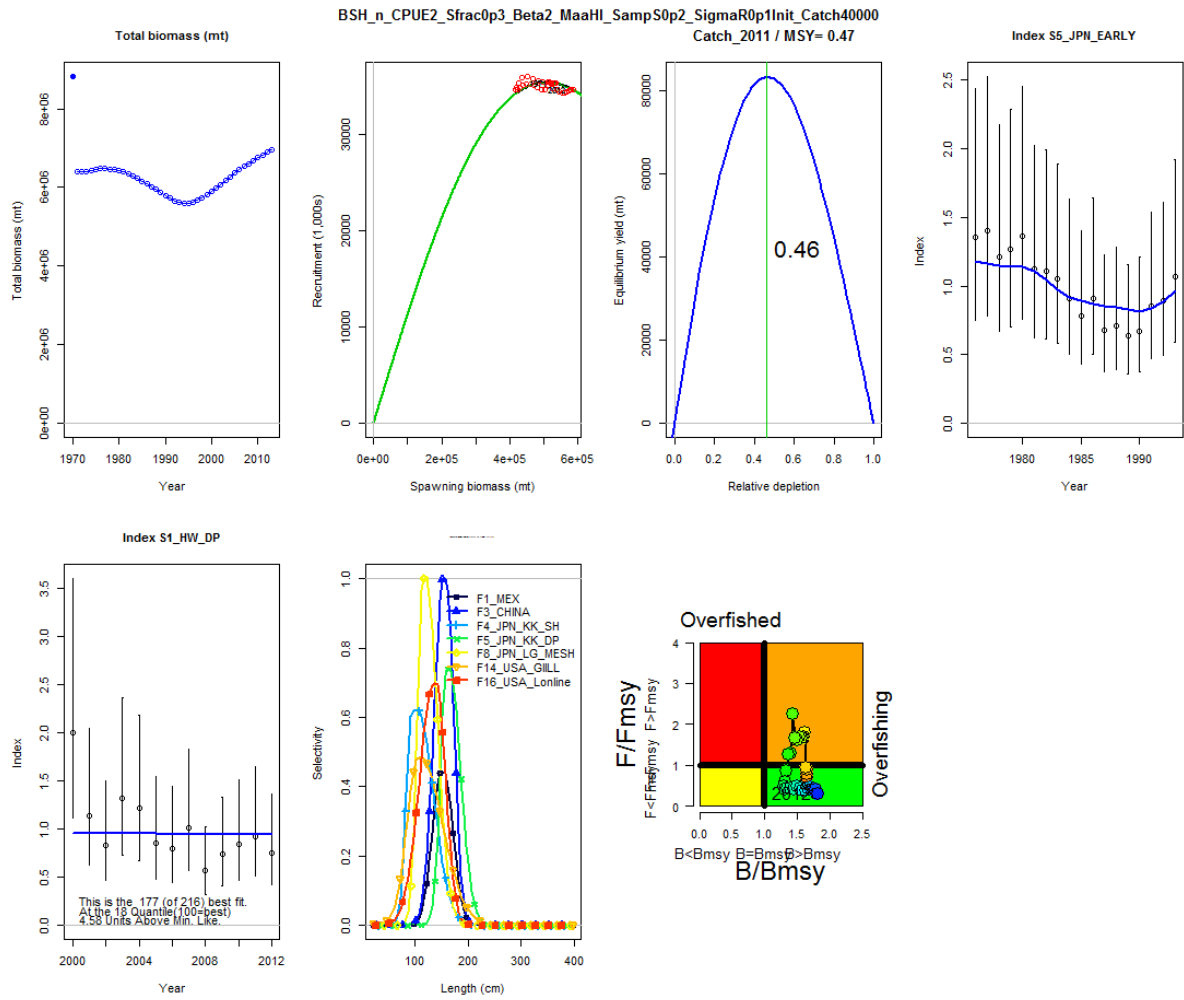 BSH_n_CPUE2_Sfrac0p3_Beta2_MaaHI_SampS0p2_SigmaR0p1Init_Catch40000
Total biomass (mt)
Catch_2011 / MSY= 0.47
Index S5_JPN_EARLY
Total biomass (mt)
0e+00 2e+06 4e+06 6e+06 8e+06
1970 1980 1990 2000 2010
Year
Recruitment (1,000s)
0 10000 20000 30000
0e+00 2e+05 4e+05 6e+05
Spawning biomass (mt)
Equilibrium yield (mt)
0 20000 40000 60000 80000
0.46
0.0 0.2 0.4 0.6 0.8 1.0
Relative depletion
Index
0.0 0.5 1.0 1.5 2.0 2.5
1980 1985 1990
Year
Index S1_HW_DP
Index
0.0 0.5 1.0 1.5 2.0 2.5 3.0 3.5
This is the 177 (of 216) best fit.
At the 18 Quantile(100=best)
4.58 Units Above Min. Like.
2000 2004 2008 2012
Year
Selectivity
0.0 0.2 0.4 0.6 0.8 1.0
F1_MEX
F3_CHINA
F4_JPN_KK_SH
F5_JPN_KK_DP
F8_JPN_LG_MESH
F14_USA_GIILL
F16_USA_Lonline
100 200 300 400
Length (cm)
Overfished
F/Fmsy
F>Fmsy
0 1 2 3 4
2012
Overfishing
0.0 0.5 1.0 1.5 2.0 2.5
B<Bmsy B=Bmsy B>Bmsy
B/Bmsy